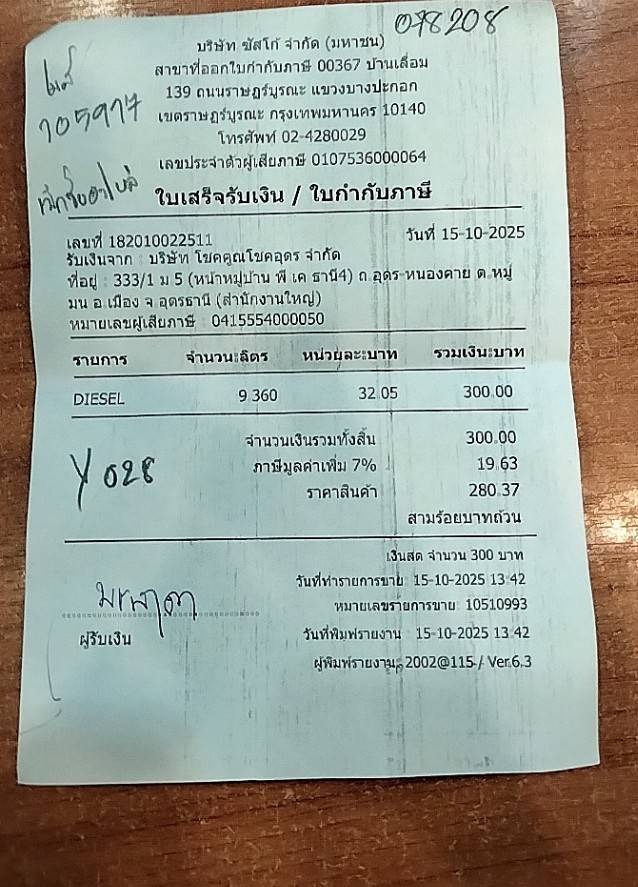 078208
บริษัท ซัสโก้ จำกัด (มหาชน)
สาขาที่ออกใบกำกับภาษี 00367 บ้านเลื่อม
139 ถนนราษฎร์บูรณะ แขวงบางปะกอก
เขตราษฎร์บูรณะ กรุงเทพมหานคร 10140
โทรศัพท์ 02-4280029
เลขประจำตัวผู้เสียภาษี 0107536000064
105917
ใบเสร็จรับเงิน / ใบกำกับภาษี
เลขที่ 182010022511 วันที่ 15-10-2025
รับเงินจาก : บริษัท โชคคูณโชคอุดร จำกัด
ที่อยู่ : 333/1 ม 5 (หน้าหมู่บ้าน พี เค ธานี4) ถ.อุดร-หนองคาย ต.หมู
มน อ.เมือง จ.อุดรธานี (สำนักงานใหญ่)
หมายเลขผู้เสียภาษี : 0415554000050
รายการ จำนวน:ลิตร หน่วยละ:บาท รวมเงิน:บาท
DIESEL 9.360 32.05 300.00
จำนวนเงินรวมทั้งสิ้น 300.00
ภาษีมูลค่าเพิ่ม 7% 19.63
ราคาสินค้า 280.37
สามร้อยบาทถ้วน
Y 028
เงินสด จำนวน 300 บาท
วันที่ทำรายการขาย 15-10-2025 13:42
หมายเลขรายการขาย 10510993
วันที่พิมพ์รายงาน : 15-10-2025 13:42
ผู้รับเงิน
ผู้พิมพ์รายงาน 2002@115 / Ver.6.3